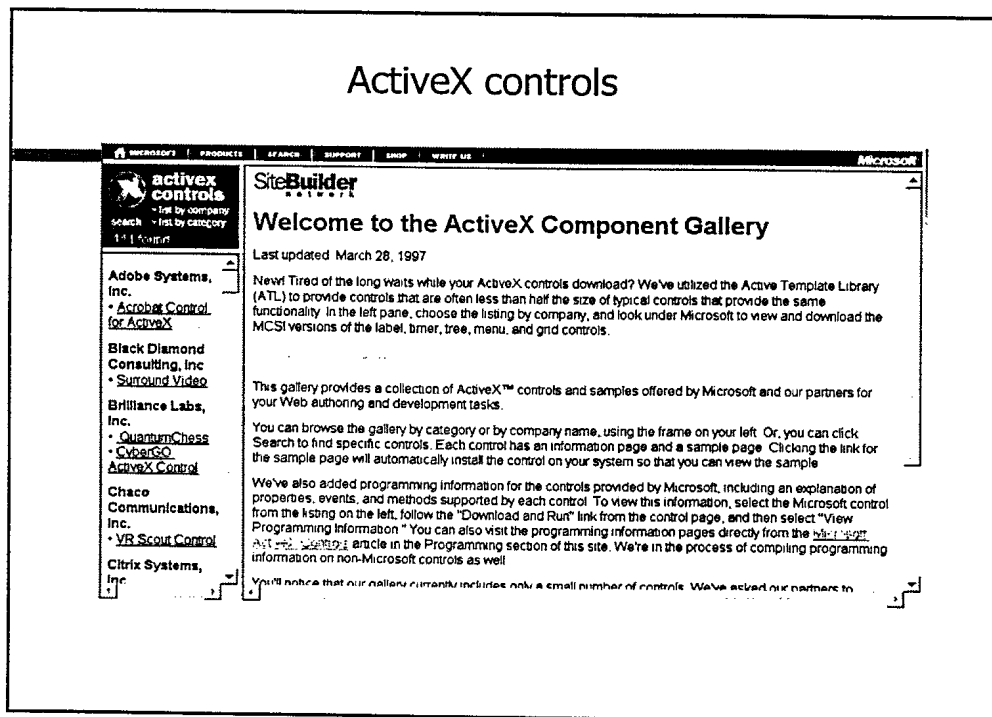 ActiveX controls
MICROSOFT | PRODUCTS | SEARCH | SUPPORT | SHOP | WRITE US
Microsoft
activex
controls
• list by company
search • list by category
141 found
Adobe Systems,
Inc.
• Acrobat Control
for ActiveX
Black Diamond
Consulting, Inc
• Surround Video
Brilliance Labs,
Inc.
• QuantumChess
• CyberGO
ActiveX Control
Chaco
Communications,
Inc.
• VR Scout Control
Citrix Systems,
Inc
SiteBuilder
network
Welcome to the ActiveX Component Gallery
Last updated March 28, 1997
New! Tired of the long waits while your ActiveX controls download? We've utilized the Active Template Library
(ATL) to provide controls that are often less than half the size of typical controls that provide the same
functionality In the left pane, choose the listing by company, and look under Microsoft to view and download the
MCSI versions of the label, timer, tree, menu, and grid controls.
This gallery provides a collection of ActiveX™ controls and samples offered by Microsoft and our partners for
your Web authoring and development tasks.
You can browse the gallery by category or by company name, using the frame on your left Or, you can click
Search to find specific controls. Each control has an information page and a sample page Clicking the link for
the sample page will automatically install the control on your system so that you can view the sample
We've also added programming information for the controls provided by Microsoft, including an explanation of
properties, events, and methods supported by each control To view this information, select the Microsoft control
from the listing on the left, follow the "Download and Run" link from the control page, and then select "View
Programming Information " You can also visit the programming information pages directly from the
article in the Programming section of this site. We're in the process of compiling programming
information on non-Microsoft controls as well
You'll notice that our gallery currently includes only a small number of controls. We've asked our partners to